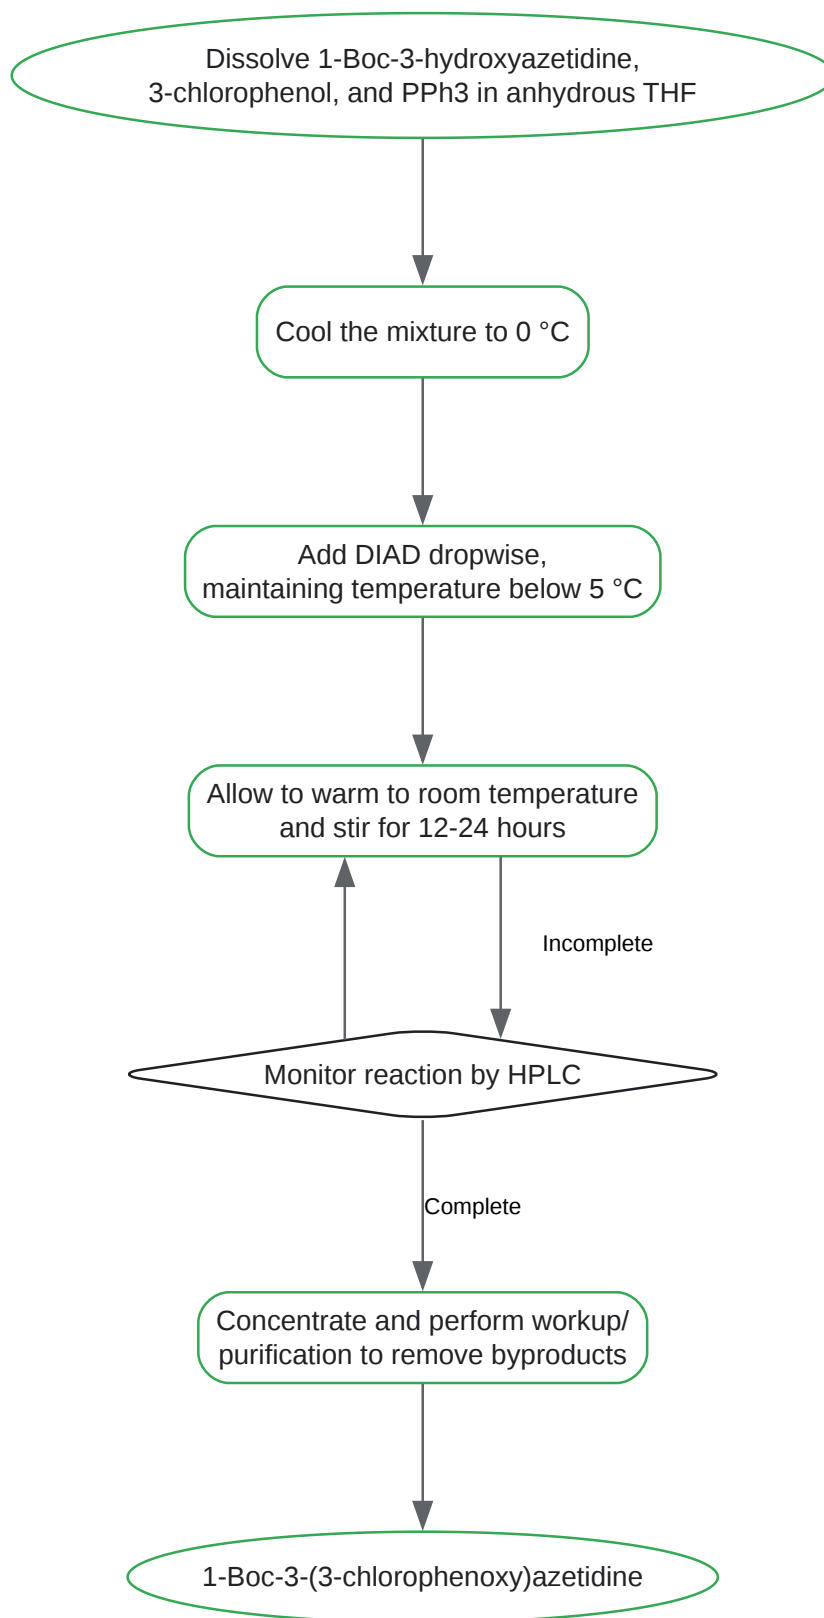 Dissolve 1-Boc-3-hydroxyazetidine,
3-chlorophenol, and PPh3 in anhydrous THF
Cool the mixture to 0 °C
Add DIAD dropwise,
maintaining temperature below 5 °C
Allow to warm to room temperature
and stir for 12-24 hours
Incomplete
Monitor reaction by HPLC
Complete
Concentrate and perform workup/
purification to remove byproducts
1-Boc-3-(3-chlorophenoxy)azetidine